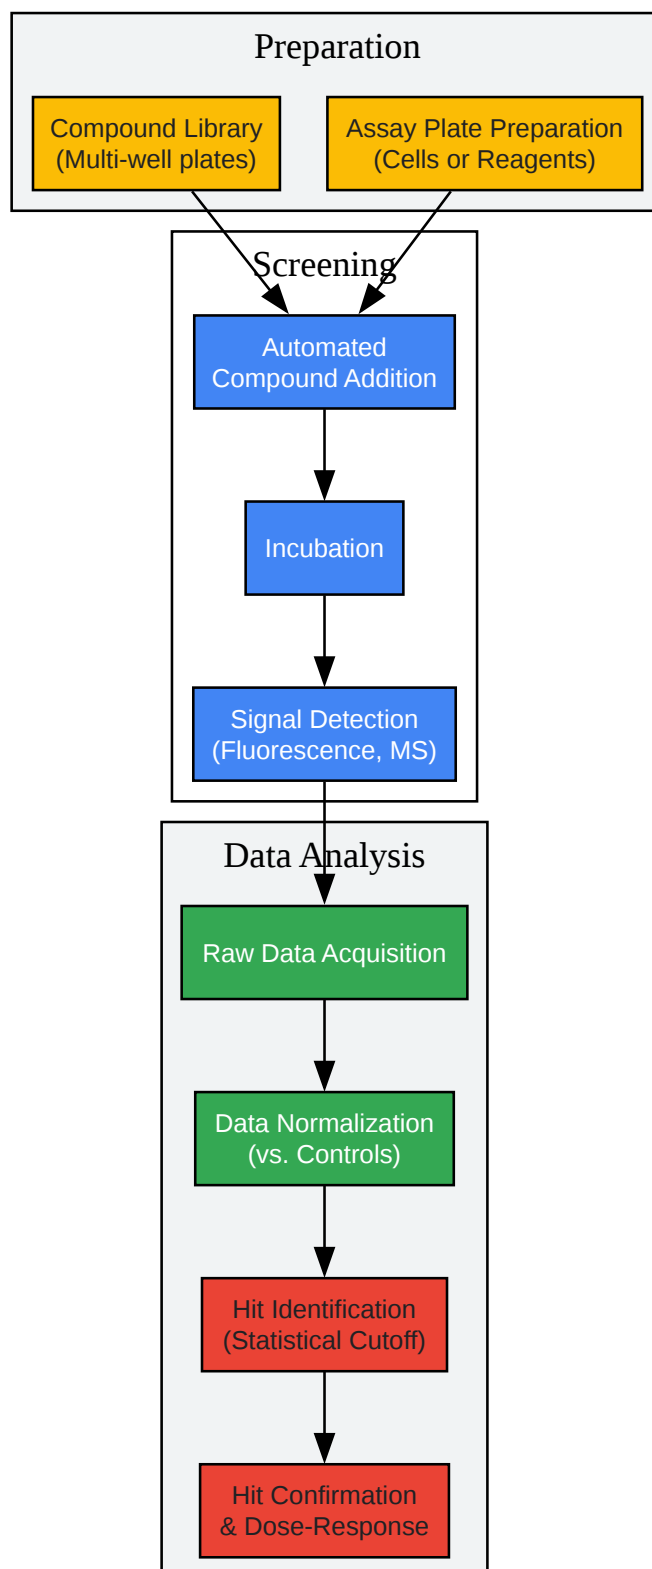 Preparation
Compound Library
(Multi-well plates)
Assay Plate Preparation
(Cells or Reagents)
Screening
Automated
Compound Addition
Incubation
Signal Detection
(Fluorescence, MS)
Data Analysis
Raw Data Acquisition
Data Normalization
(vs. Controls)
Hit Identification
(Statistical Cutoff)
Hit Confirmation
& Dose-Response